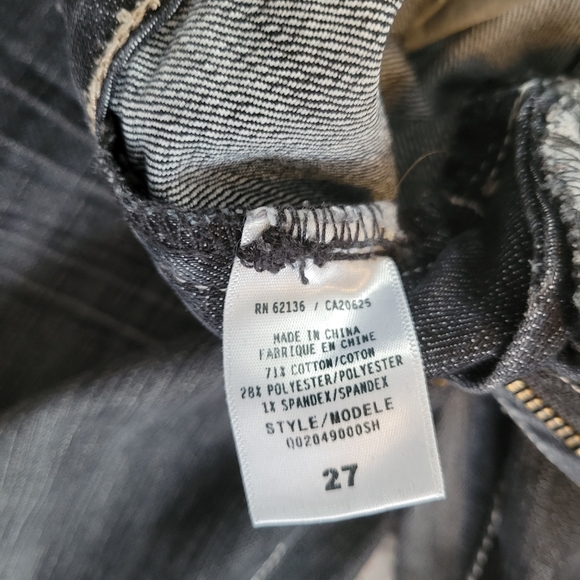 RN 62136 / CA20625
MADE IN CHINA
FABRIQUE EN CHINE
71% COTTON/COTON
28% POLYESTER/POLYESTER
1% SPANDEX/SPANDEX
STYLE/MODELE
Q02049000SH
27